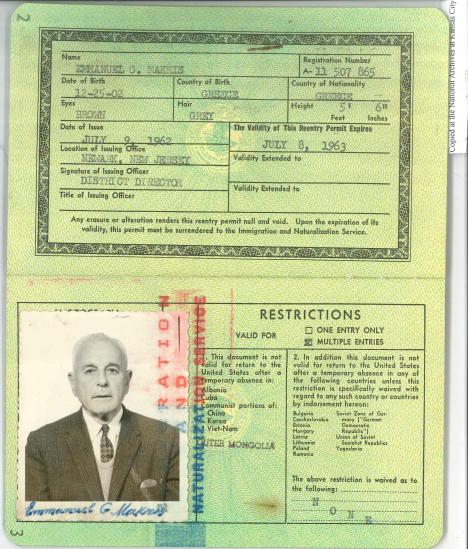 2
Copied at the National Archives at Kansas City
Name
EMMANUEL G. MAKRIS
Registration Number
A-11 507 865
Date of Birth
12-25-02
Country of Birth
GREECE
Country of Nationality
GREECE
Eyes
BROWN
Hair
GREY
Height 5' 6"
Feet Inches
Date of Issue
JULY 9, 1962
The Validity of This Reentry Permit Expires
JULY 8, 1963
Location of Issuing Office
NEWARK, NEW JERSEY
Validity Extended to
Signature of Issuing Officer
DISTRICT DIRECTOR
Validity Extended to
Title of Issuing Officer
Any erasure or alteration renders this reentry permit null and void. Upon the expiration of its
validity, this permit must be surrendered to the Immigration and Naturalization Service.
RESTRICTIONS
VALID FOR
ONE ENTRY ONLY
MULTIPLE ENTRIES
1. This document is not
valid for return to the
United States after a
temporary absence in:
Albania
Cuba
Communist portions of:
China
Korea
Viet-Nam
OUTER MONGOLIA
2. In addition this document is not
valid for return to the United States
after a temporary absence in any of
the following countries unless this
restriction is specifically waived with
regard to any such country or countries
by indorsement hereon:
Bulgaria
Czechoslovakia
Estonia
Hungary
Latvia
Lithuania
Poland
Rumania
Soviet Zone of Ger-
many ("German
Democratic
Republic")
Union of Soviet
Socialist Republics
Yugoslavia
The above restriction is waived as to
the following:
NONE
RATION
AND
NATURAL
SERVICE
Emmanuel G Makris
3